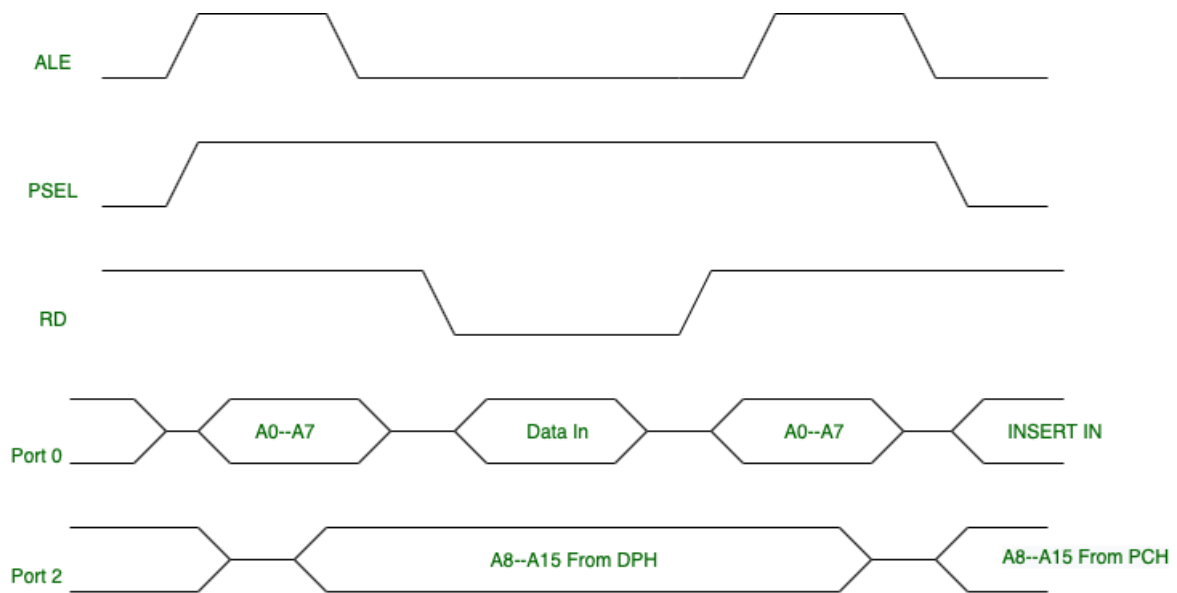 ALE
PSEL
RD
Port 0
A0--A7
Data In
A0--A7
INSERT IN
Port 2
A8--A15 From DPH
A8--A15 From PCH